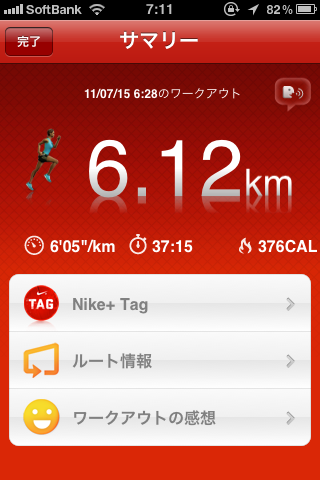 SoftBank 7:11 82%
完了 サマリー
11/07/15 6:28のワークアウト
6.12km
6'05"/km 37:15 376CAL
TAG Nike+ Tag
ルート情報
ワークアウトの感想